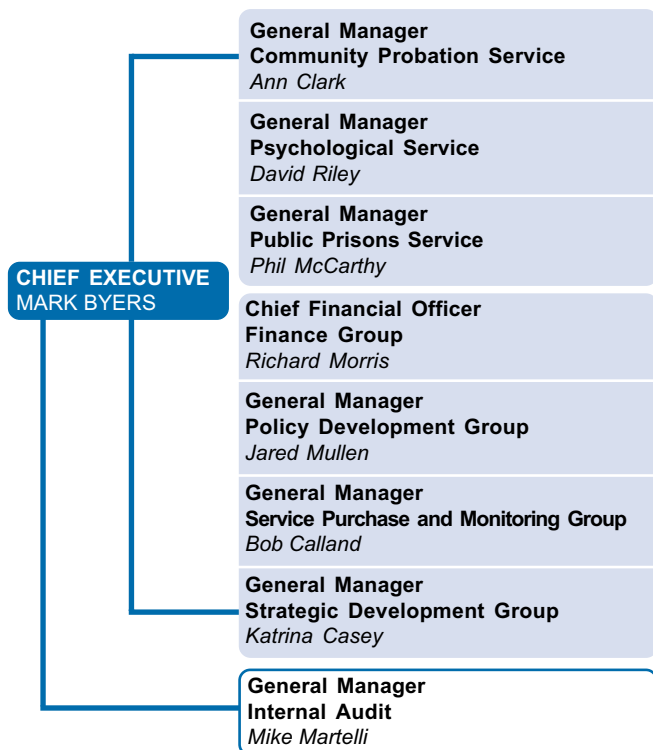 General Manager
Community Probation Service
Ann Clark
General Manager
Psychological Service
David Riley
General Manager
Public Prisons Service
Phil McCarthy
CHIEF EXECUTIVE
MARK BYERS
Chief Financial Officer
Finance Group
Richard Morris
General Manager
Policy Development Group
Jared Mullen
General Manager
Service Purchase and Monitoring Group
Bob Calland
General Manager
Strategic Development Group
Katrina Casey
General Manager
Internal Audit
Mike Martelli